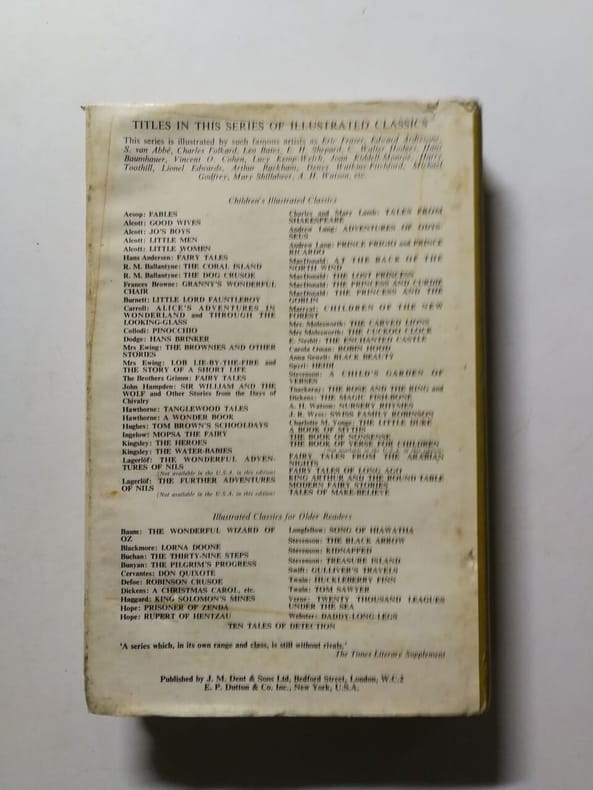 TITLES IN THIS SERIES OF ILLUSTRATED CLASSICS
This series is illustrated by such famous artists as Eric Fraser, Edward Ardizzone,
S. van Abbé, Charles Folkard, Leo Bates, E. H. Shepard, C. Walter Hodges, Hans
Baumhauer, Vincent O. Cohen, Lucy Kemp-Welch, Joan Kiddell-Monroe, Harry
Toothill, Lionel Edwards, Arthur Rackham, Denys Watkins-Pitchford, Michael
Godfrey, Mary Shillabeer, A. H. Watson, etc.
Children's Illustrated Classics
Aesop: FABLES
Alcott: GOOD WIVES
Alcott: JO'S BOYS
Alcott: LITTLE MEN
Alcott: LITTLE WOMEN
Hans Andersen: FAIRY TALES
R. M. Ballantyne: THE CORAL ISLAND
R. M. Ballantyne: THE DOG CRUSOE
Frances Browne: GRANNY'S WONDERFUL
CHAIR
Burnett: LITTLE LORD FAUNTLEROY
Carroll: ALICE'S ADVENTURES IN
WONDERLAND and THROUGH THE
LOOKING-GLASS
Collodi: PINOCCHIO
Dodge: HANS BRINKER
Mrs Ewing: THE BROWNIES AND OTHER
STORIES
Mrs Ewing: LOB LIE-BY-THE-FIRE and
THE STORY OF A SHORT LIFE
The Brothers Grimm: FAIRY TALES
John Hampden: SIR WILLIAM AND THE
WOLF and Other Stories from the Days of
Chivalry
Hawthorne: TANGLEWOOD TALES
Hawthorne: A WONDER BOOK
Hughes: TOM BROWN'S SCHOOLDAYS
Ingelow: MOPSA THE FAIRY
Kingsley: THE HEROES
Kingsley: THE WATER-BABIES
Lagerlöf: THE WONDERFUL ADVEN-
TURES OF NILS
(Not available in the U.S.A. in this edition)
Lagerlöf: THE FURTHER ADVENTURES
OF NILS
(Not available in the U.S.A. in this edition)
Charles and Mary Lamb: TALES FROM
SHAKESPEARE
Andrew Lang: ADVENTURES OF ODYS-
SEUS
Andrew Lang: PRINCE PRIGIO and PRINCE
RICARDO
MacDonald: AT THE BACK OF THE
NORTH WIND
MacDonald: THE LOST PRINCESS
MacDonald: THE PRINCESS AND CURDIE
MacDonald: THE PRINCESS AND THE
GOBLIN
Marryat: CHILDREN OF THE NEW
FOREST
Mrs. Molesworth: THE CARVED LIONS
Mrs Molesworth: THE CUCKOO CLOCK
E. Nesbit: THE ENCHANTED CASTLE
Carola Oman: ROBIN HOOD
Anna Sewell: BLACK BEAUTY
Spyri: HEIDI
Stevenson: A CHILD'S GARDEN OF
VERSES
Thackeray: THE ROSE AND THE RING and
Dickens: THE MAGIC FISHBONE
A. H. Watson: NURSERY RHYMES
J. R. Wyss: SWISS FAMILY ROBINSON
Charlotte M. Yonge: THE LITTLE DUKE
A BOOK OF MYTHS
THE BOOK OF NONSENSE
THE BOOK OF VERSE FOR CHILDREN
(Not available in the U.S.A. in this edition)
FAIRY TALES FROM THE ARABIAN
NIGHTS
FAIRY TALES OF LONG AGO
KING ARTHUR AND THE ROUND TABLE
MODERN FAIRY STORIES
TALES OF MAKE-BELIEVE
Illustrated Classics for Older Readers
Baum: THE WONDERFUL WIZARD OF
OZ
Blackmore: LORNA DOONE
Buchan: THE THIRTY-NINE STEPS
Bunyan: THE PILGRIM'S PROGRESS
Cervantes: DON QUIXOTE
Defoe: ROBINSON CRUSOE
Dickens: A CHRISTMAS CAROL, etc.
Haggard: KING SOLOMON'S MINES
Hope: PRISONER OF ZENDA
Hope: RUPERT OF HENTZAU
Longfellow: SONG OF HIAWATHA
Stevenson: THE BLACK ARROW
Stevenson: KIDNAPPED
Stevenson: TREASURE ISLAND
Swift: GULLIVER'S TRAVELS
Twain: HUCKLEBERRY FINN
Twain: TOM SAWYER
Verne: TWENTY THOUSAND LEAGUES
UNDER THE SEA
Webster: DADDY-LONG-LEGS
TEN TALES OF DETECTION
'A series which, in its own range and class, is still without rivals.'
The Times Literary Supplement
Published by J. M. Dent & Sons Ltd, Bedford Street, London, W.C.2
E. P. Dutton & Co. Inc., New York, U.S.A.